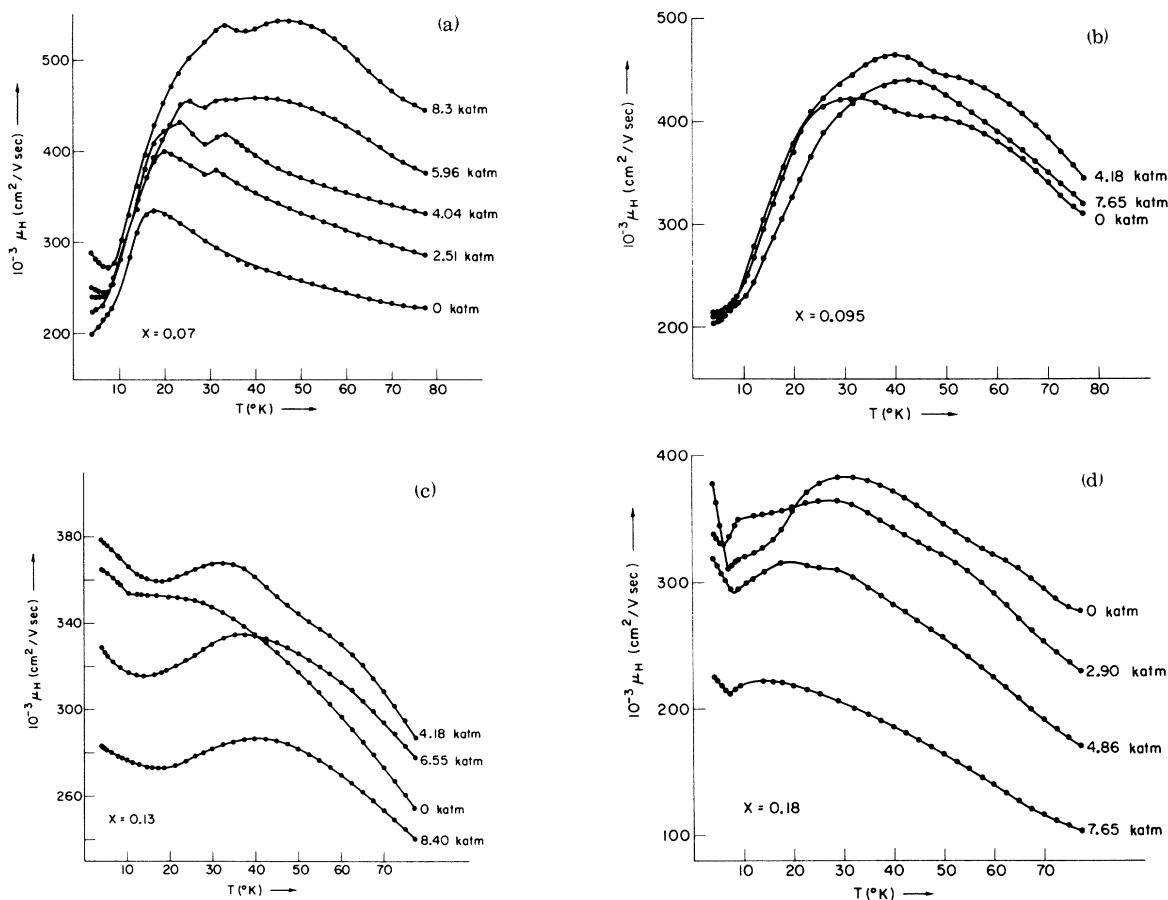 (a)
10⁻³ μH (cm²/V sec)
500
400
300
200
8.3 katm
5.96 katm
4.04 katm
2.51 katm
0 katm
X = 0.07
10 20 30 40 50 60 70 80
T (°K)
(b)
10⁻³ μH (cm²/V sec)
500
400
300
200
4.18 katm
7.65 katm
0 katm
X = 0.095
10 20 30 40 50 60 70 80
T (°K)
(c)
10⁻³ μH (cm²/V sec)
380
340
300
260
4.18 katm
6.55 katm
0 katm
8.40 katm
X = 0.13
10 20 30 40 50 60 70
T (°K)
(d)
10⁻³ μH (cm²/V sec)
400
300
200
100
0 katm
2.90 katm
4.86 katm
7.65 katm
X = 0.18
10 20 30 40 50 60 70
T (°K)